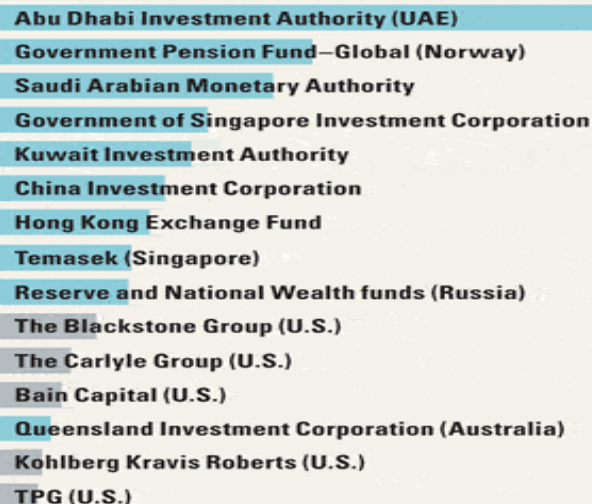 Abu Dhabi Investment Authority (UAE)
Government Pension Fund–Global (Norway)
Saudi Arabian Monetary Authority
Government of Singapore Investment Corporation
Kuwait Investment Authority
China Investment Corporation
Hong Kong Exchange Fund
Temasek (Singapore)
Reserve and National Wealth funds (Russia)
The Blackstone Group (U.S.)
The Carlyle Group (U.S.)
Bain Capital (U.S.)
Queensland Investment Corporation (Australia)
Kohlberg Kravis Roberts (U.S.)
TPG (U.S.)